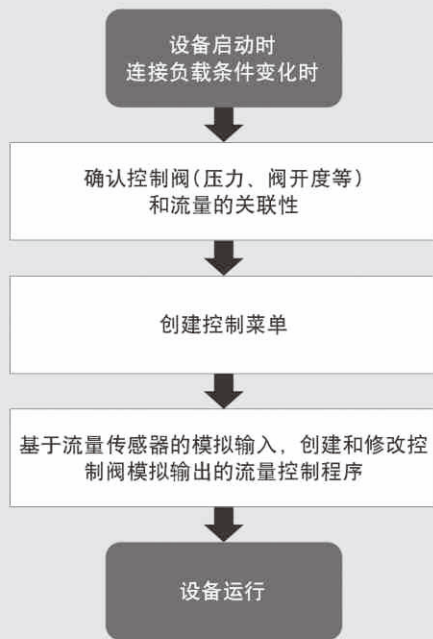 设备启动时
连接负载条件变化时
确认控制阀(压力、阀开度等)
和流量的关联性
创建控制菜单
基于流量传感器的模拟输入，创建和修改控
制阀模拟输出的流量控制程序
设备运行